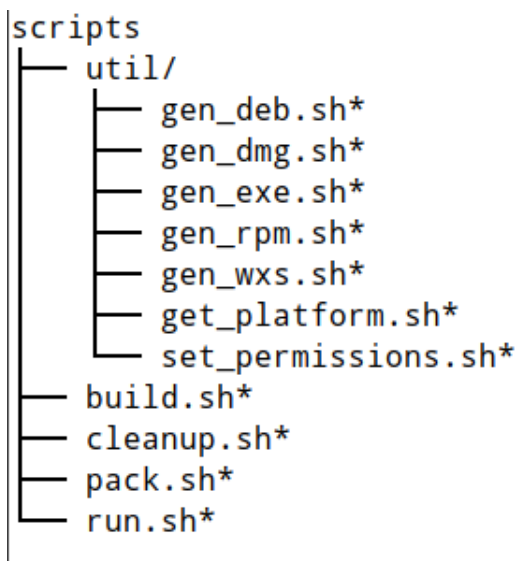 scripts
util/
gen_deb.sh*
gen_dmg.sh*
gen_exe.sh*
gen_rpm.sh*
gen_wxs.sh*
get_platform.sh*
set_permissions.sh*
build.sh*
cleanup.sh*
pack.sh*
run.sh*